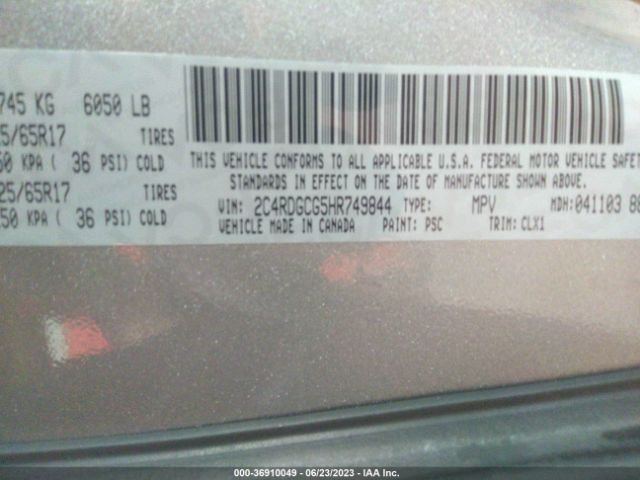 745 KG 6050 LB
25/65R17 TIRES
50 KPA ( 36 PSI) COLD
25/65R17 TIRES
250 KPA ( 36 PSI) COLD
THIS VEHICLE CONFORMS TO ALL APPLICABLE U.S.A. FEDERAL MOTOR VEHICLE SAFET
STANDARDS IN EFFECT ON THE DATE OF MANUFACTURE SHOWN ABOVE.
VIN: 2C4RDGCG5HR749844 TYPE: MPV MDH:041103 88
VEHICLE MADE IN CANADA PAINT: PSC TRIM: CLX1
000-36910049 - 06/23/2023 - IAA Inc.